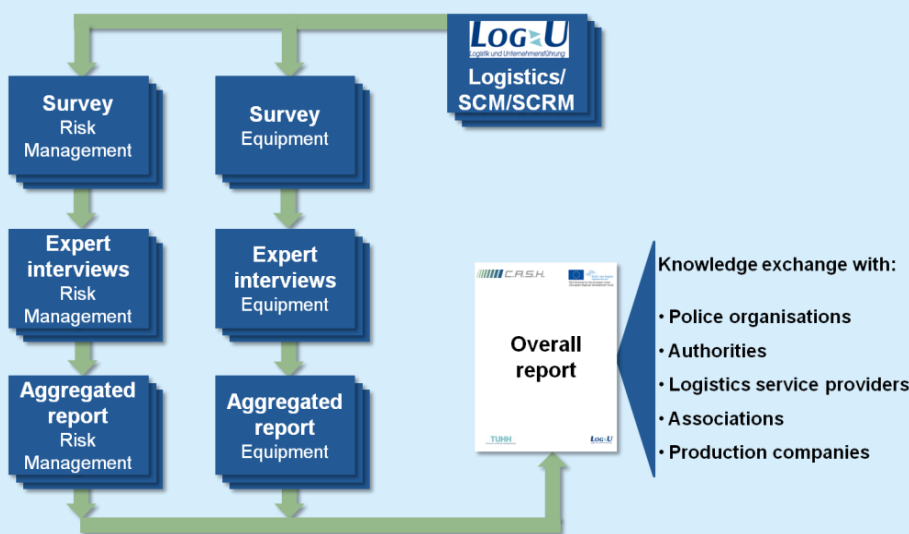 LOG U
Logistik und Unternehmensführung
Logistics/
SCM/SCRM
Survey
Risk
Management
Survey
Equipment
Expert
interviews
Risk
Management
Expert
interviews
Equipment
Aggregated
report
Risk
Management
Aggregated
report
Equipment
C.A.S.H.
Overall
report
TUHH
LOG U
Knowledge exchange with:
• Police organisations
• Authorities
• Logistics service providers
• Associations
• Production companies